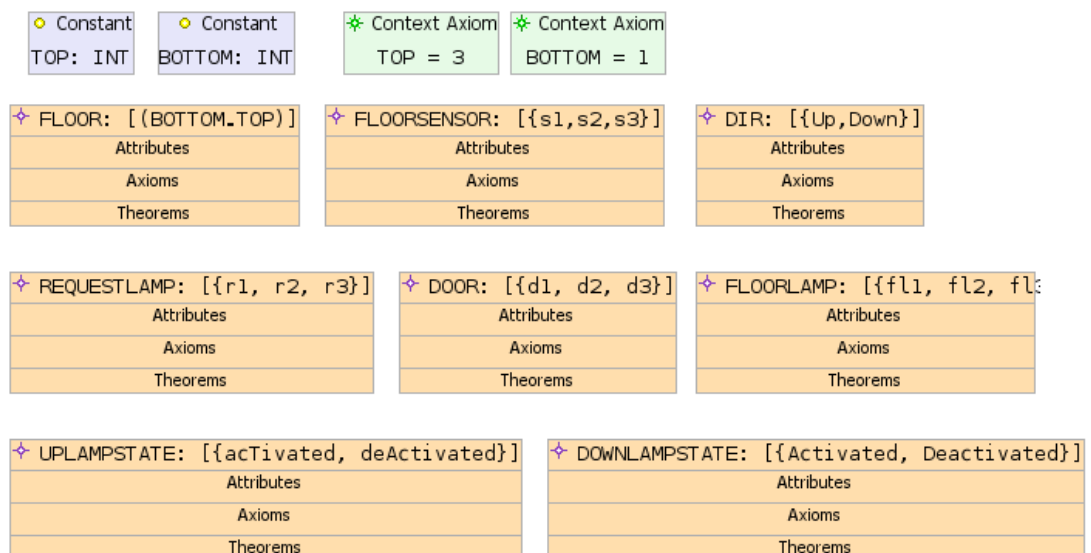 Constant
TOP: INT
Constant
BOTTOM: INT
Context Axiom
TOP = 3
Context Axiom
BOTTOM = 1
FLOOR: [(BOTTOM..TOP)]
Attributes
Axioms
Theorems
FLOORSENSOR: [{s1,s2,s3}]
Attributes
Axioms
Theorems
DIR: [{Up,Down}]
Attributes
Axioms
Theorems
REQUESTLAMP: [{r1, r2, r3}]
Attributes
Axioms
Theorems
DOOR: [{d1, d2, d3}]
Attributes
Axioms
Theorems
FLOORLAMP: [{fl1, fl2, fl3
Attributes
Axioms
Theorems
UPLAMPSTATE: [{acTivated, deActivated}]
Attributes
Axioms
Theorems
DOWNLAMPSTATE: [{Activated, Deactivated}]
Attributes
Axioms
Theorems